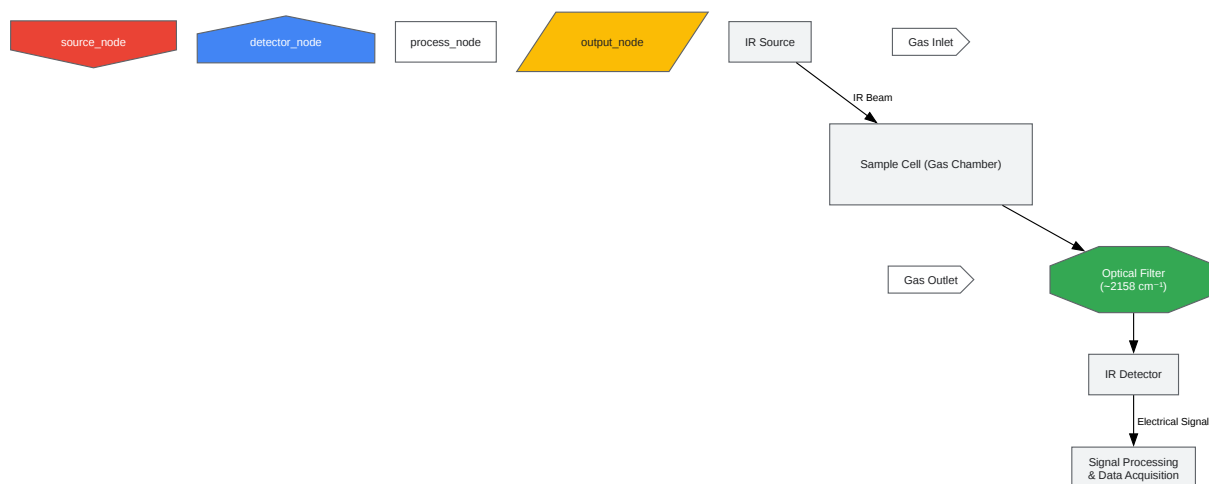 source_node
detector_node
process_node
output_node
IR Source
Gas Inlet
IR Beam
Sample Cell (Gas Chamber)
Gas Outlet
Optical Filter
(~2158 cm⁻¹)
IR Detector
Electrical Signal
Signal Processing
& Data Acquisition